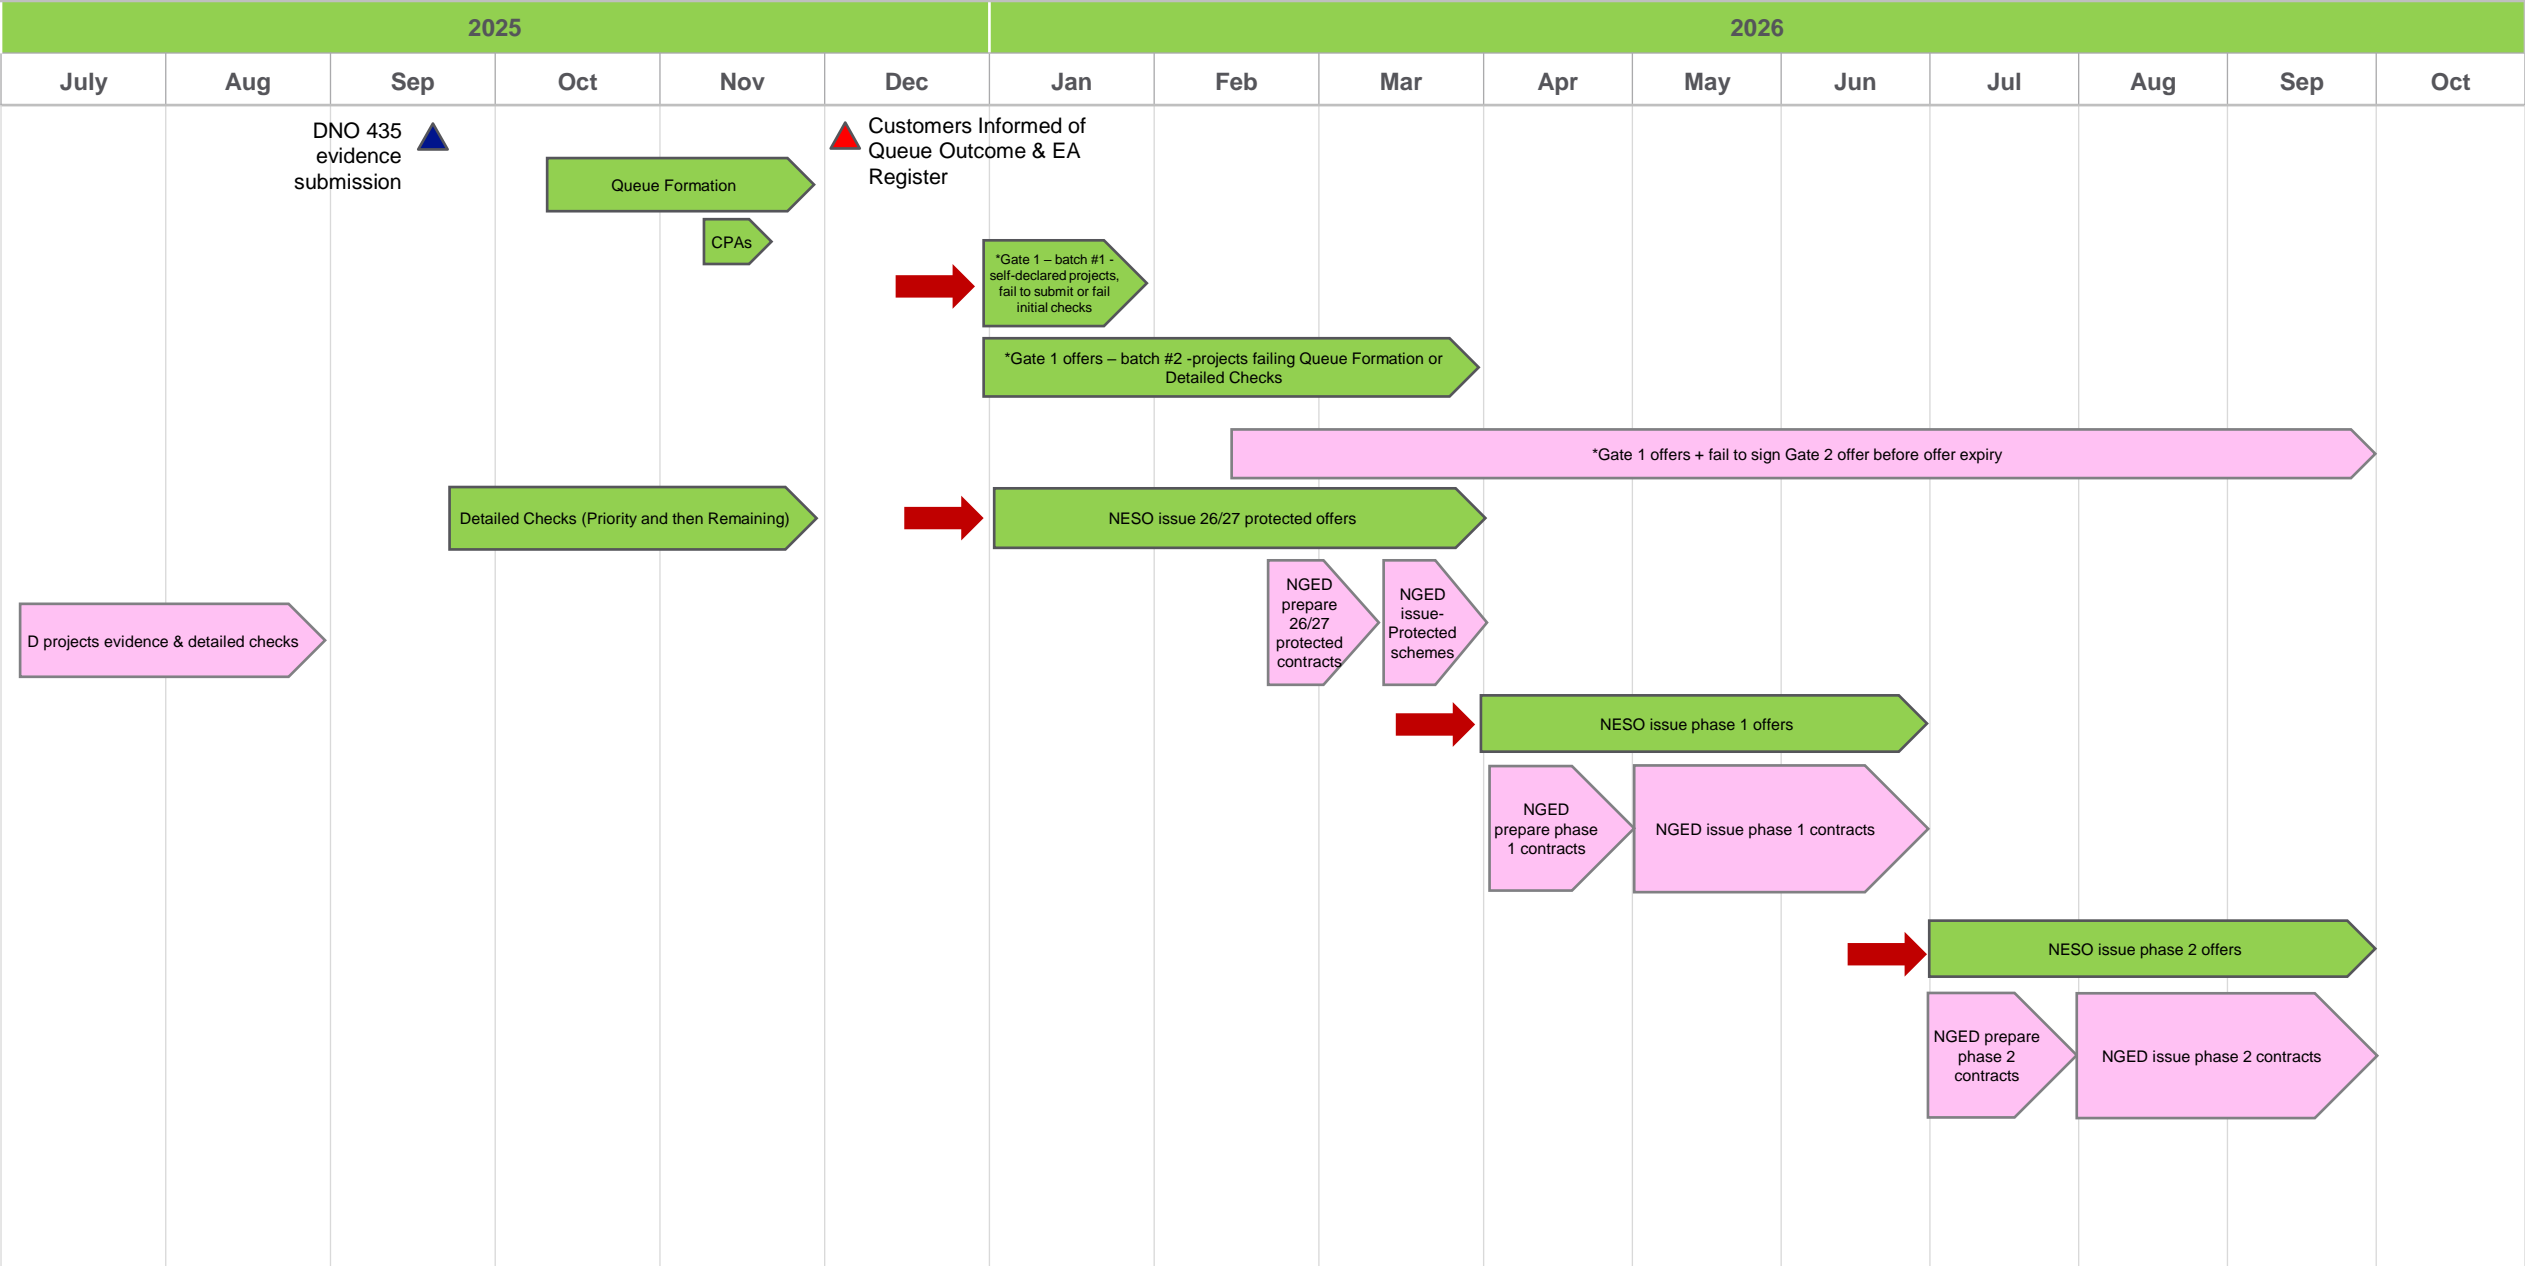 2025
2026
July
Aug
Sep
Oct
Nov
Dec
Jan
Feb
Mar
Apr
May
Jun
Jul
Aug
Sep
Oct
DNO 435
evidence
submission
Customers Informed of
Queue Outcome & EA
Register
Queue Formation
CPAs
*Gate 1 – batch #1 -
self-declared projects,
fail to submit or fail
initial checks
*Gate 1 offers – batch #2 -projects failing Queue Formation or
Detailed Checks
*Gate 1 offers + fail to sign Gate 2 offer before offer expiry
Detailed Checks (Priority and then Remaining)
NESO issue 26/27 protected offers
NGED
prepare
26/27
protected
contracts
NGED
issue-
Protected
schemes
D projects evidence & detailed checks
NESO issue phase 1 offers
NGED
prepare phase
1 contracts
NGED issue phase 1 contracts
NESO issue phase 2 offers
NGED prepare
phase 2
contracts
NGED issue phase 2 contracts